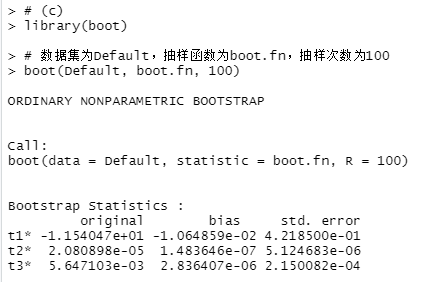 > # (c)
> library(boot)
> # 数据集为Default，抽样函数为boot.fn，抽样次数为100
> boot(Default, boot.fn, 100)
ORDINARY NONPARAMETRIC BOOTSTRAP
Call:
boot(data = Default, statistic = boot.fn, R = 100)
Bootstrap Statistics :
original bias std. error
t1* -1.154047e+01 -1.064859e-02 4.218500e-01
t2* 2.080898e-05 1.483646e-07 5.124683e-06
t3* 5.647103e-03 2.836407e-06 2.150082e-04